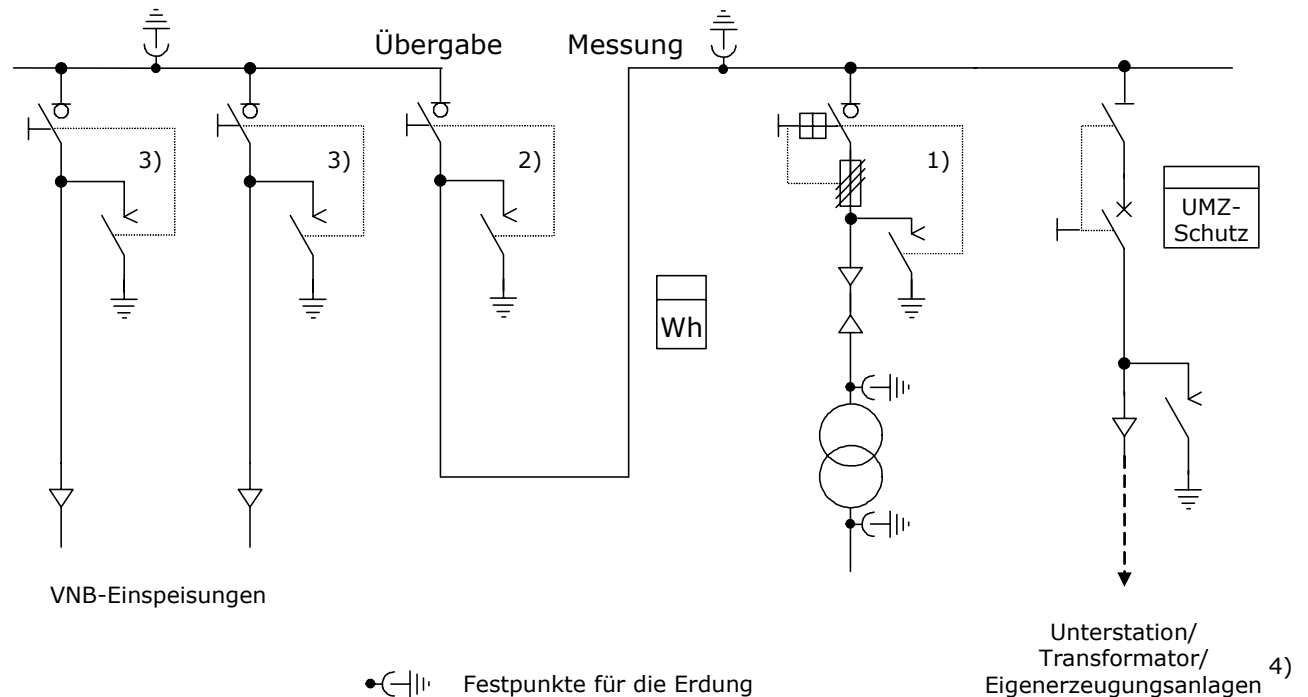 Übergabe
Messung
3)
3)
2)
1)
UMZ-
Schutz
Wh
VNB-Einspeisungen
Unterstation/
Transformator/
Eigenerzeugungsanlagen 4)
Festpunkte für die Erdung